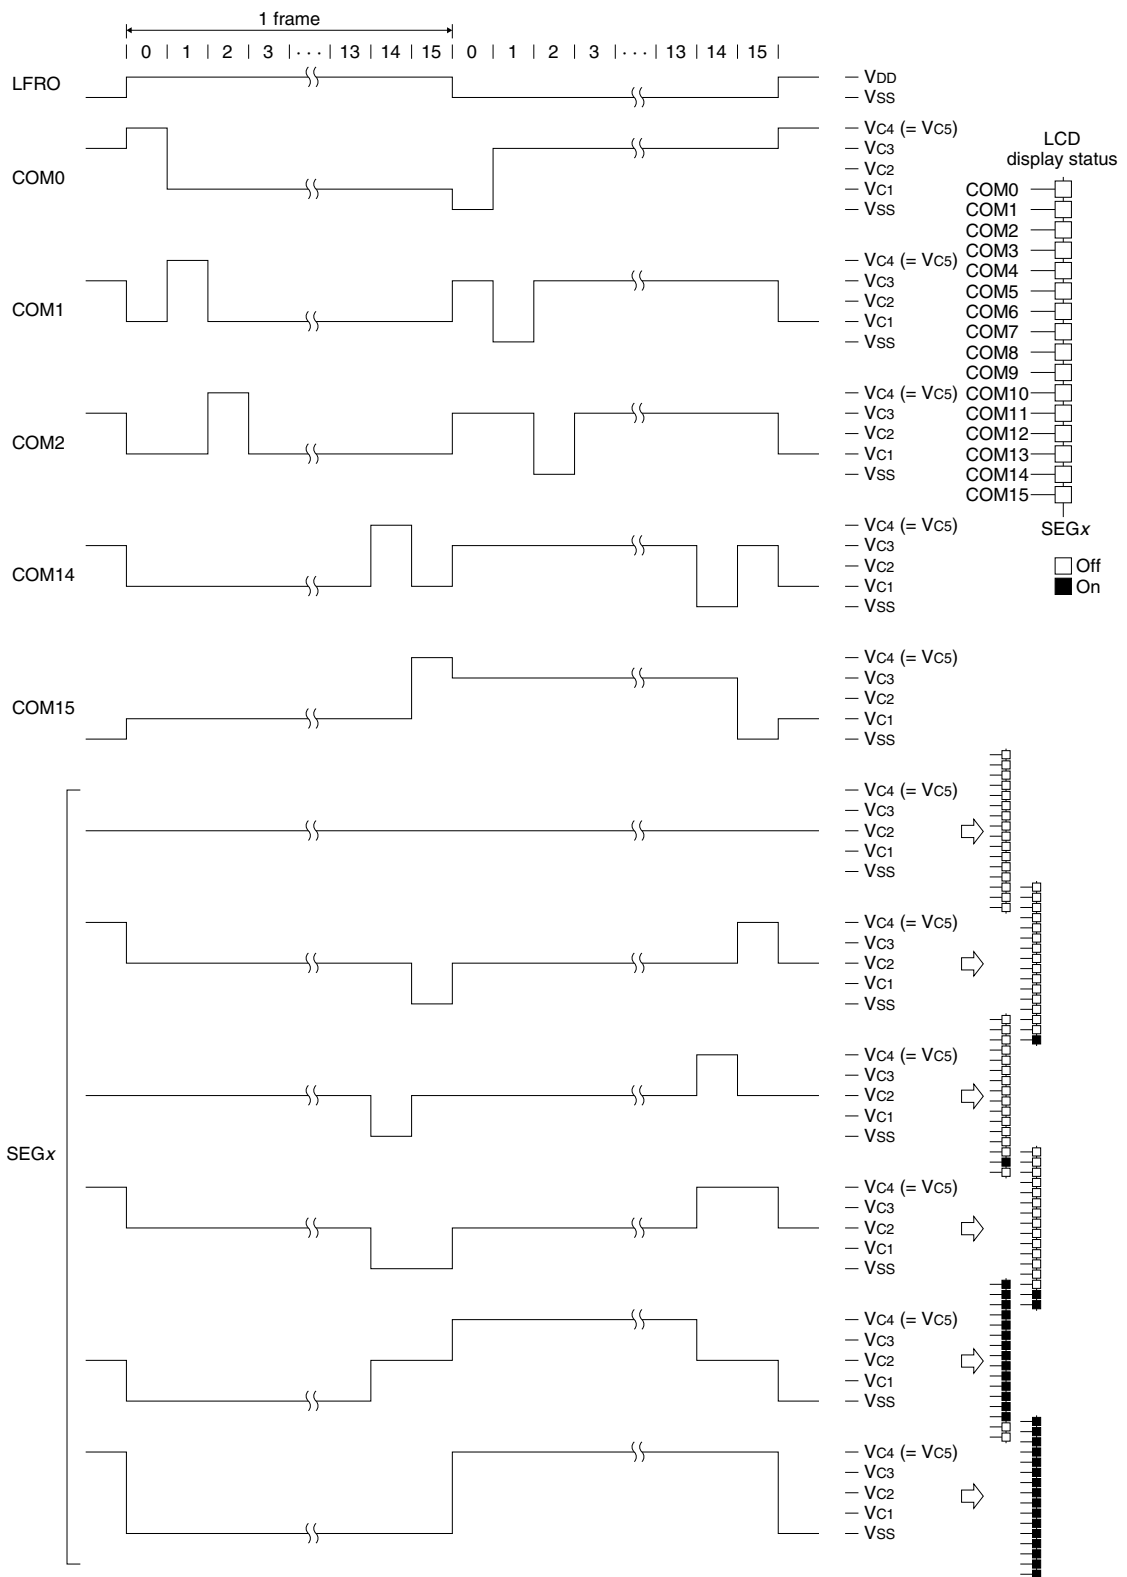 1 frame
0 1 2 3 · · · 13 14 15 0 1 2 3 · · · 13 14 15
LFRO
VDD
VSS
COM0
VC4 (= VC5)
VC3
VC2
VC1
VSS
COM1
VC4 (= VC5)
VC3
VC2
VC1
VSS
COM2
VC4 (= VC5)
VC3
VC2
VC1
VSS
COM14
VC4 (= VC5)
VC3
VC2
VC1
VSS
COM15
VC4 (= VC5)
VC3
VC2
VC1
VSS
SEGx
VC4 (= VC5)
VC3
VC2
VC1
VSS
VC4 (= VC5)
VC3
VC2
VC1
VSS
VC4 (= VC5)
VC3
VC2
VC1
VSS
VC4 (= VC5)
VC3
VC2
VC1
VSS
VC4 (= VC5)
VC3
VC2
VC1
VSS
VC4 (= VC5)
VC3
VC2
VC1
VSS
LCD
display status
COM0
COM1
COM2
COM3
COM4
COM5
COM6
COM7
COM8
COM9
COM10
COM11
COM12
COM13
COM14
COM15
SEGx
Off
On